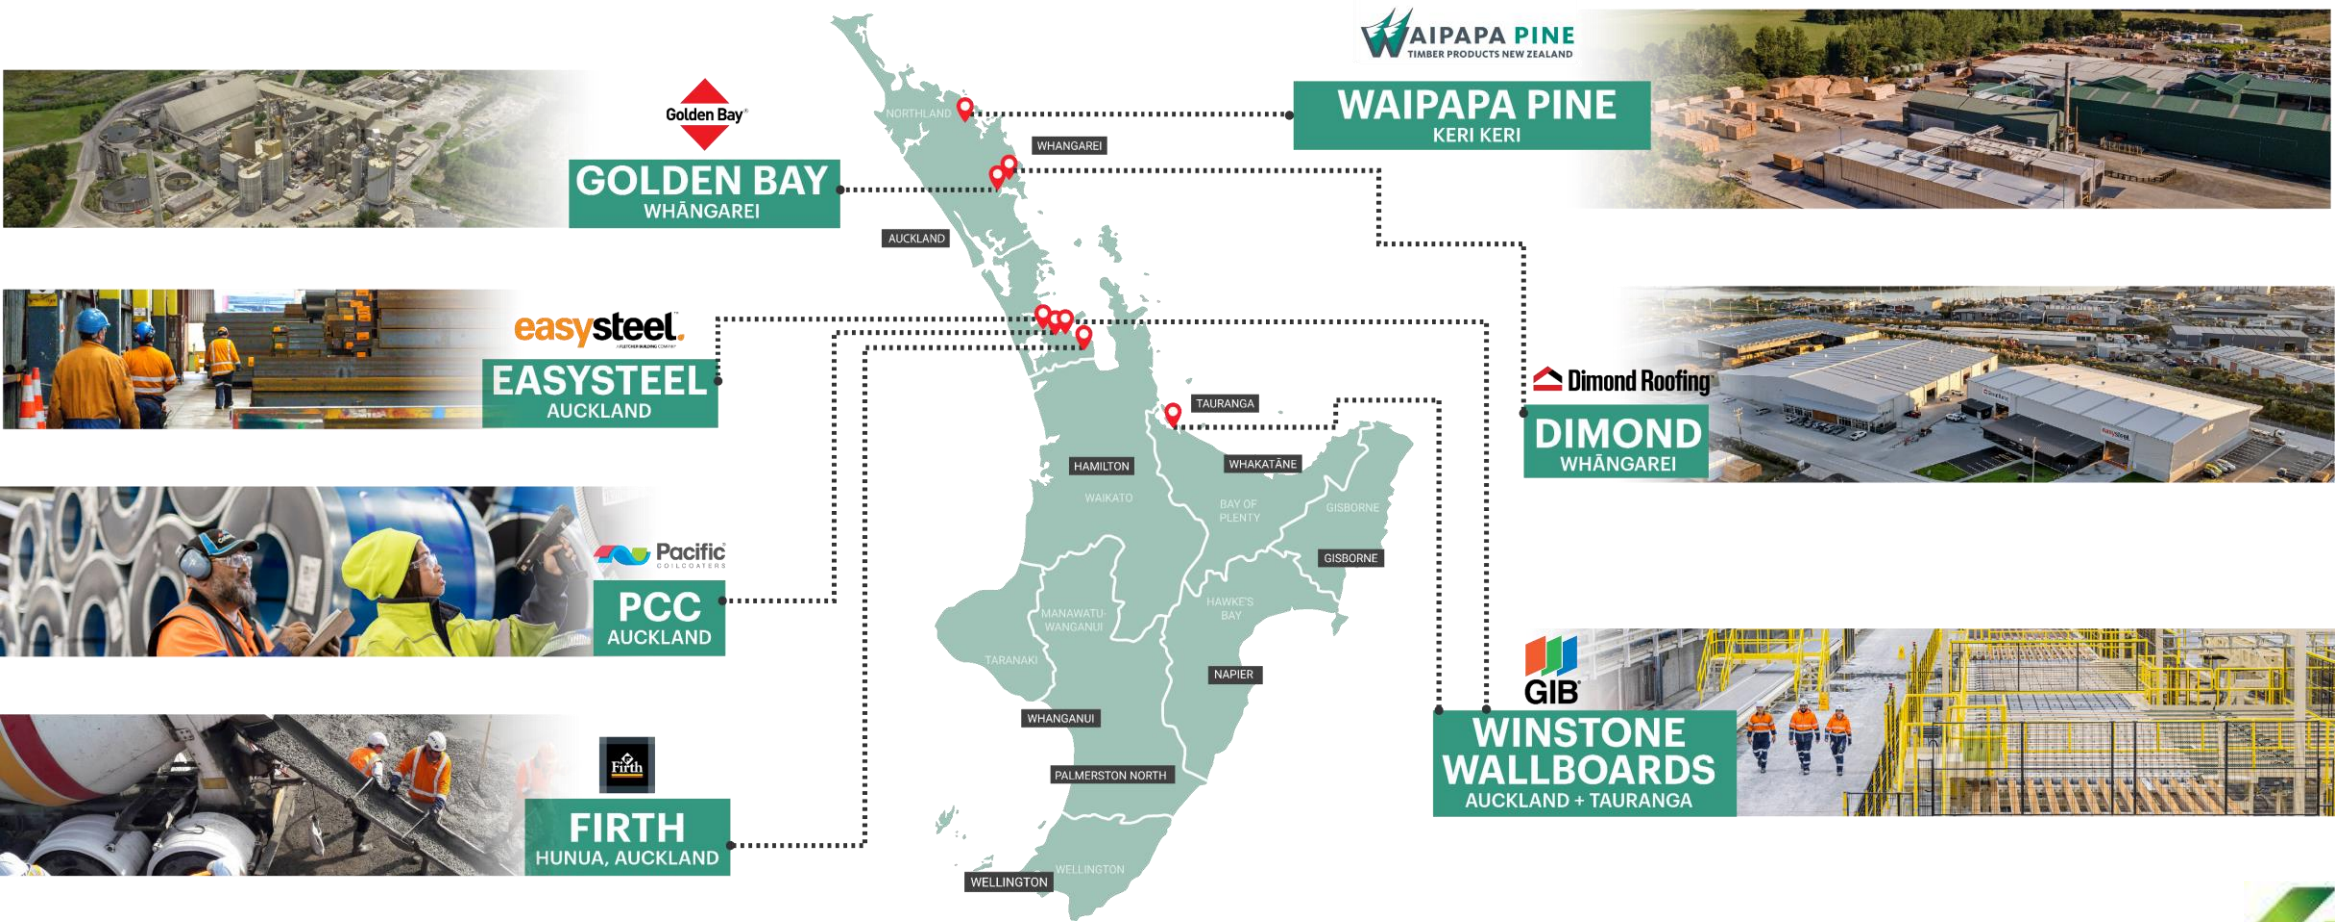 WAIPAPA PINE
TIMBER PRODUCTS NEW ZEALAND
WAIPAPA PINE
KERI KERI
Golden Bay
GOLDEN BAY
WHĀNGAREI
easysteel.
EASYSTEEL
AUCKLAND
Pacific
COILCOATERS
PCC
AUCKLAND
Firth
FIRTH
HUNUA, AUCKLAND
NORTHLAND
WHANGAREI
AUCKLAND
TAURANGA
HAMILTON
WHAKATĀNE
WAIKATO
BAY OF
PLENTY
GISBORNE
GISBORNE
MANAWATU-
WANGANUI
HAWKE'S
BAY
TARANAKI
NAPIER
WHANGANUI
PALMERSTON NORTH
WELLINGTON
WELLINGTON
Dimond Roofing
DIMOND
WHĀNGAREI
easysteel
GIB
WINSTONE
WALLBOARDS
AUCKLAND + TAURANGA